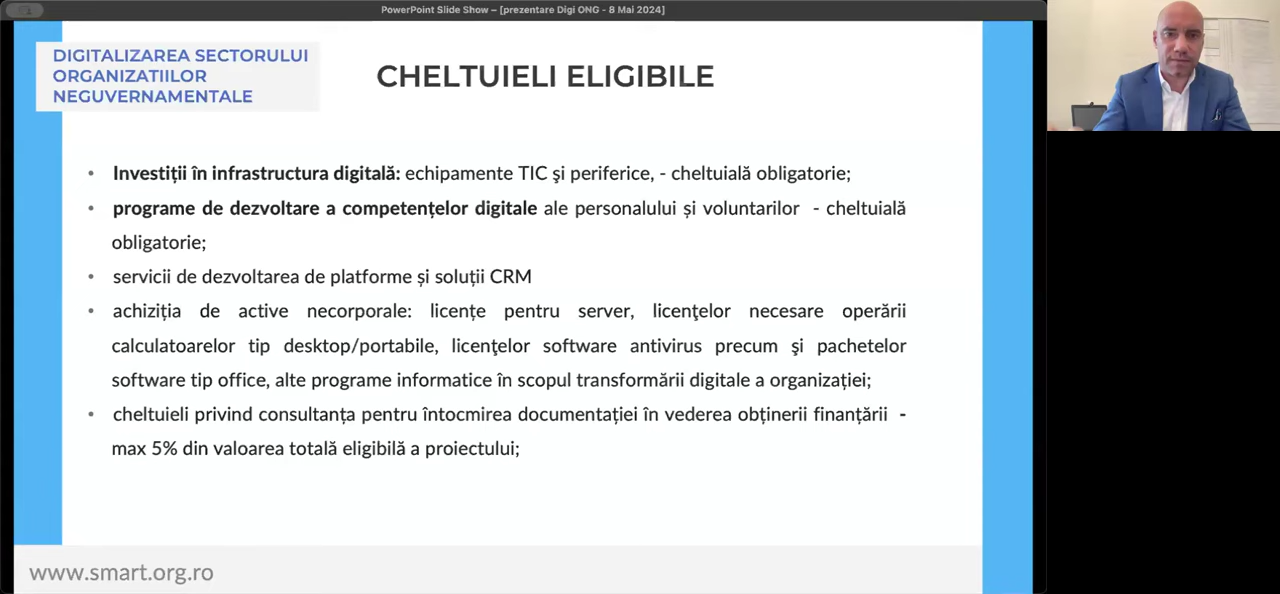 PowerPoint Slide Show – [prezentare Digi ONG - 8 Mai 2024]
DIGITALIZAREA SECTORULUI
ORGANIZATIILOR
NEGUVERNAMENTALE
CHELTUIELI ELIGIBILE
• Investiții în infrastructura digitală: echipamente TIC şi periferice, - cheltuială obligatorie;
• programe de dezvoltare a competențelor digitale ale personalului și voluntarilor - cheltuială
obligatorie;
• servicii de dezvoltarea de platforme și soluții CRM
• achiziția de active necorporale: licențe pentru server, licenţelor necesare operării
calculatoarelor tip desktop/portabile, licenţelor software antivirus precum şi pachetelor
software tip office, alte programe informatice în scopul transformării digitale a organizației;
• cheltuieli privind consultanța pentru întocmirea documentației în vederea obținerii finanțării -
max 5% din valoarea totală eligibilă a proiectului;
www.smart.org.ro